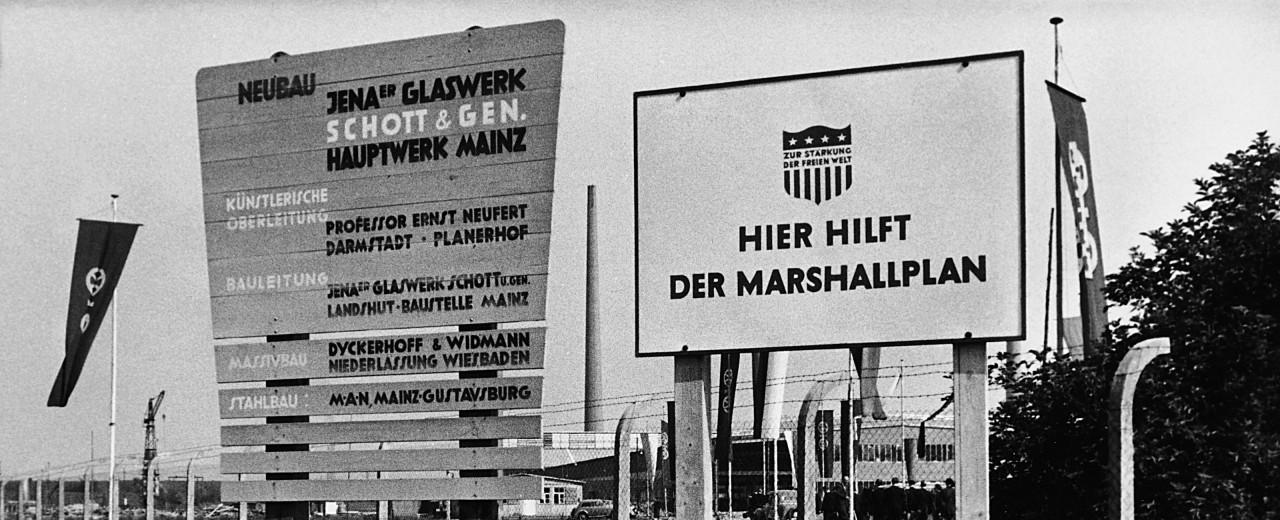 NEUBAU
JENAER GLASWERK
SCHOTT & GEN.
HAUPTWERK MAINZ
KÜNSTLERISCHE
OBERLEITUNG
PROFESSOR ERNST NEUFERT
DARMSTADT · PLANERHOF
BAULEITUNG
JENAER GLASWERK SCHOTT U. GEN.
LANDSHUT · BAUSTELLE MAINZ
MASSIVBAU
DYCKERHOFF & WIDMANN
NIEDERLASSUNG WIESBADEN
STAHLBAU :
M·A·N, MAINZ-GUSTAVSBURG
ZUR STÄRKUNG
DER FREIEN WELT
HIER HILFT
DER MARSHALLPLAN